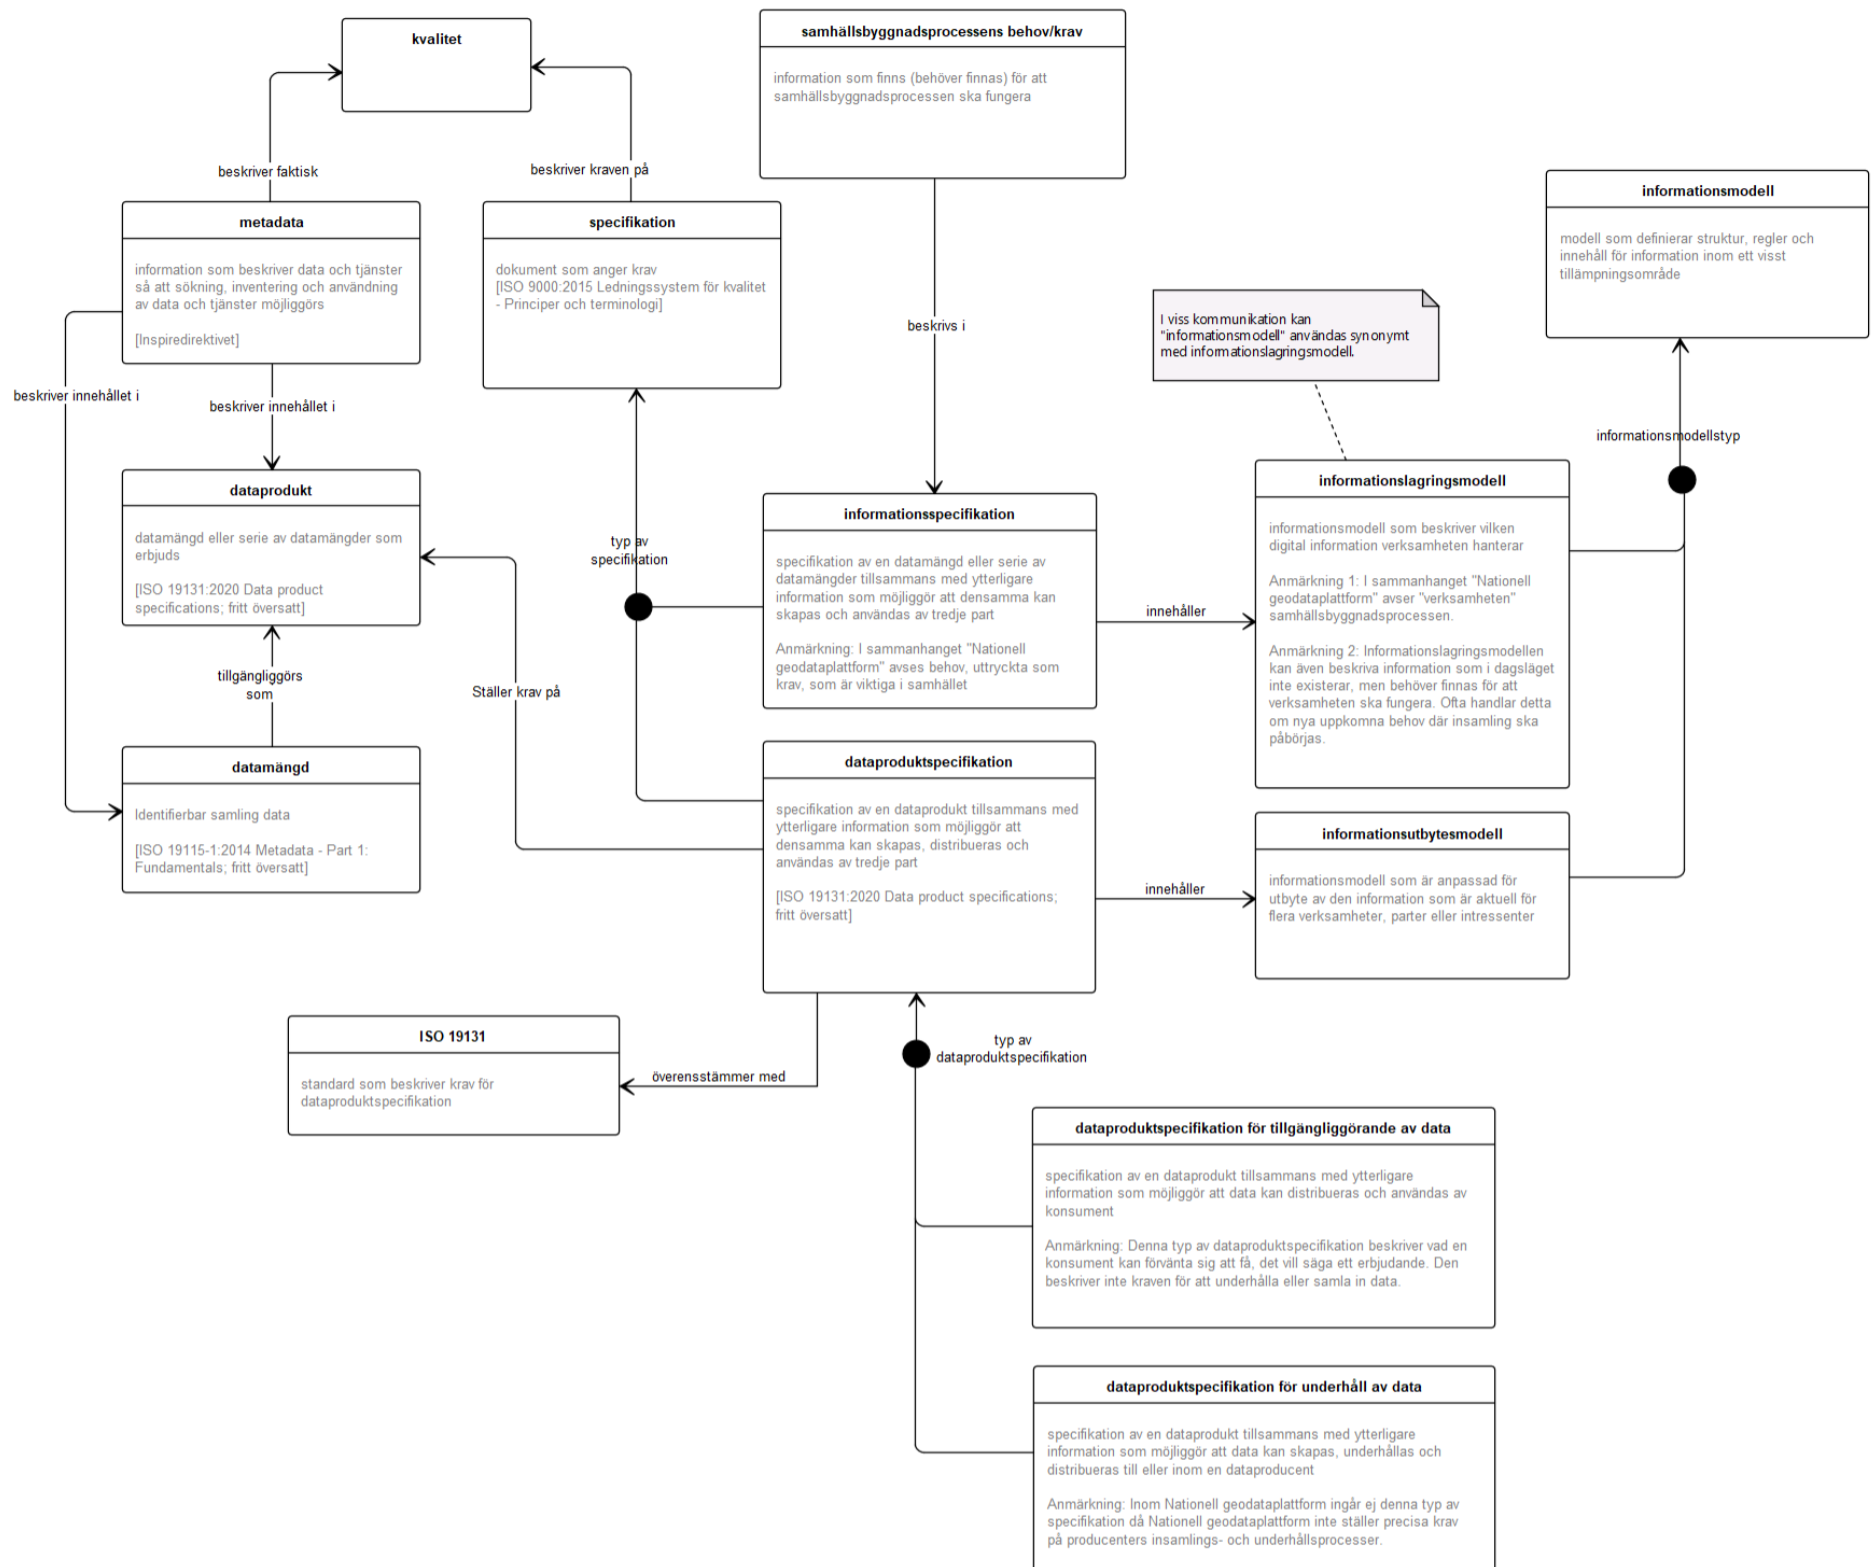 kvalitet
samhällsbyggnadsprocessens behov/krav
information som finns (behöver finnas) för att
samhällsbyggnadsprocessen ska fungera
beskriver faktisk
beskriver kraven på
informationsmodell
modell som definierar struktur, regler och
innehåll för information inom ett visst
tillämpningsområde
metadata
information som beskriver data och tjänster
så att sökning, inventering och användning
av data och tjänster möjliggörs
[Inspiredirektivet]
specifikation
dokument som anger krav
[ISO 9000:2015 Ledningssystem för kvalitet
- Principer och terminologi]
beskrivs i
I viss kommunikation kan
"informationsmodell" användas synonymt
med informationslagringsmodell.
beskriver innehållet i
beskriver innehållet i
informationsmodellstyp
dataprodukt
datamängd eller serie av datamängder som
erbjuds
[ISO 19131:2020 Data product
specifications; fritt översatt]
typ av
specifikation
informationsspecifikation
specifikation av en datamängd eller serie av
datamängder tillsammans med ytterligare
information som möjliggör att densamma kan
skapas och användas av tredje part
Anmärkning: I sammanhanget "Nationell
geodataplattform" avses behov, uttryckta som
krav, som är viktiga i samhället
innehåller
informationslagringsmodell
informationsmodell som beskriver vilken
digital information verksamheten hanterar
Anmärkning 1: I sammanhanget "Nationell
geodataplattform" avser "verksamheten"
samhällsbyggnadsprocessen.
Anmärkning 2: Informationslagringsmodellen
kan även beskriva information som i dagsläget
inte existerar, men behöver finnas för att
verksamheten ska fungera. Ofta handlar detta
om nya uppkomna behov där insamling ska
påbörjas.
tillgängliggörs
som
Ställer krav på
datamängd
Identifierbar samling data
[ISO 19115-1:2014 Metadata - Part 1:
Fundamentals; fritt översatt]
dataproduktspecifikation
specifikation av en dataprodukt tillsammans med
ytterligare information som möjliggör att
densamma kan skapas, distribueras och
användas av tredje part
[ISO 19131:2020 Data product specifications;
fritt översatt]
innehåller
informationsutbytesmodell
informationsmodell som är anpassad för
utbyte av den information som är aktuell för
flera verksamheter, parter eller intressenter
ISO 19131
standard som beskriver krav för
dataproduktspecifikation
överensstämmer med
typ av
dataproduktspecifikation
dataproduktspecifikation för tillgängliggörande av data
specifikation av en dataprodukt tillsammans med ytterligare
information som möjliggör att data kan distribueras och användas av
konsument
Anmärkning: Denna typ av dataproduktspecifikation beskriver vad en
konsument kan förvänta sig att få, det vill säga ett erbjudande. Den
beskriver inte kraven för att underhålla eller samla in data.
dataproduktspecifikation för underhåll av data
specifikation av en dataprodukt tillsammans med ytterligare
information som möjliggör att data kan skapas, underhållas och
distribueras till eller inom en dataproducent
Anmärkning: Inom Nationell geodataplattform ingår ej denna typ av
specifikation då Nationell geodataplattform inte ställer precisa krav
på producenters insamlings- och underhållsprocesser.